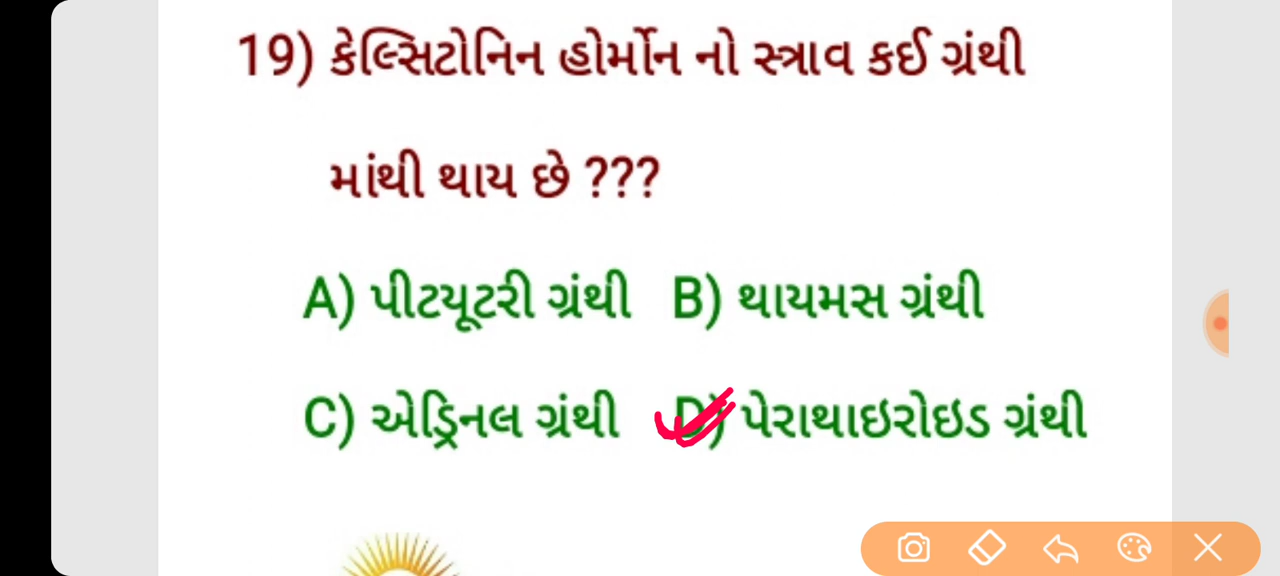 19) કેલ્સિટોનિન હોર્મોન નો સ્ત્રાવ કઈ ગ્રંથી
માંથી થાય છે ???
A) પીટયૂટરી ગ્રંથી B) થાયમસ ગ્રંથી
C) એડ્રિનલ ગ્રંથી D) પેરાથાઇરોઇડ ગ્રંથી